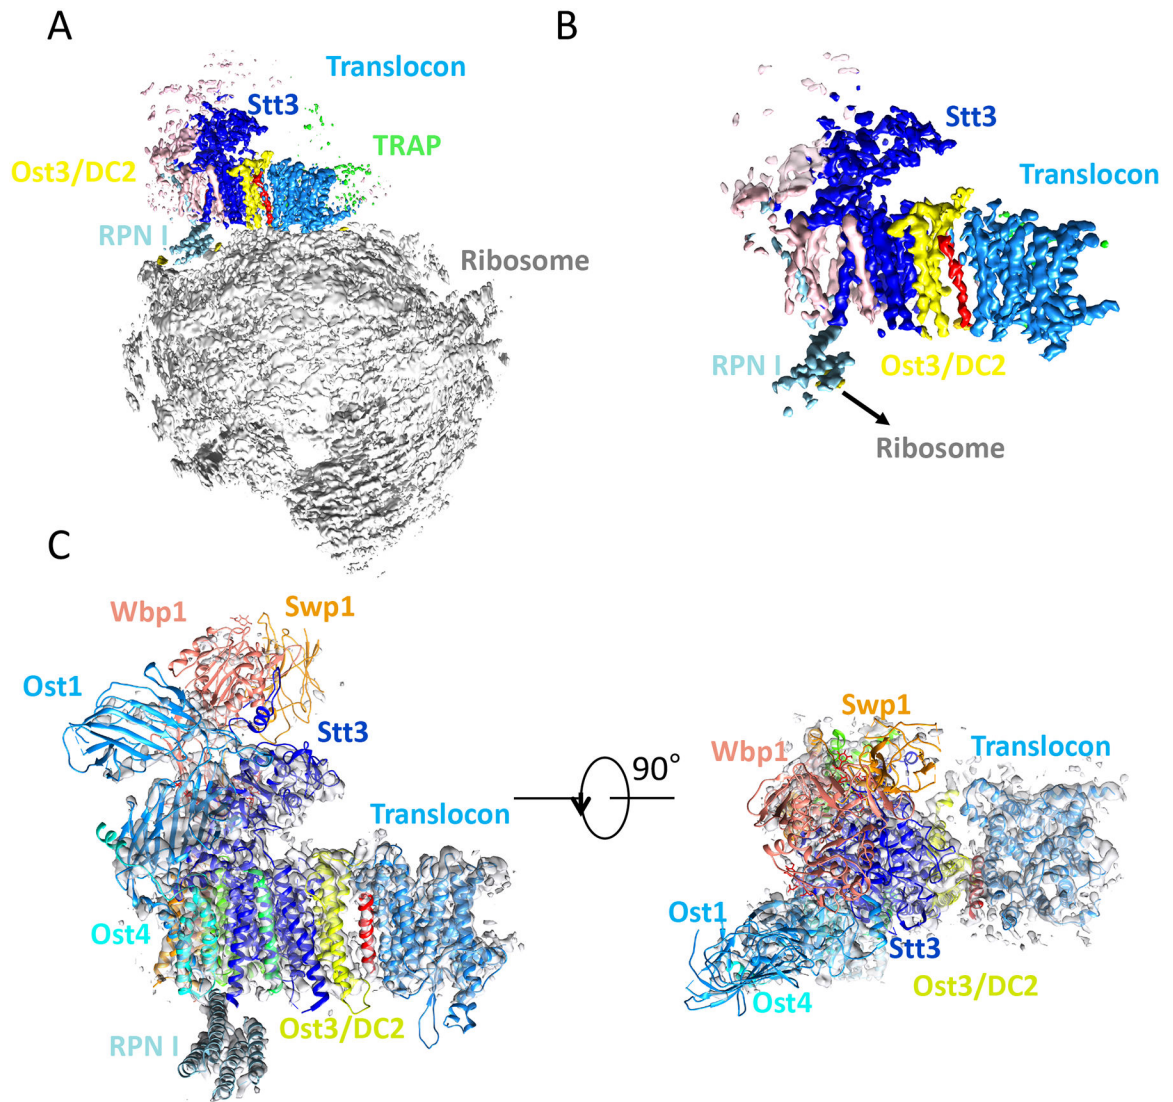 A
B
Translocon
Stt3
TRAP
Ost3/DC2
RPN I
Ribosome
Stt3
Translocon
RPN I
Ost3/DC2
Ribosome
C
Wbp1
Swp1
Ost1
Stt3
Translocon
Ost4
Ost3/DC2
RPN I
90°
Swp1
Wbp1
Translocon
Ost1
Stt3
Ost4
Ost3/DC2